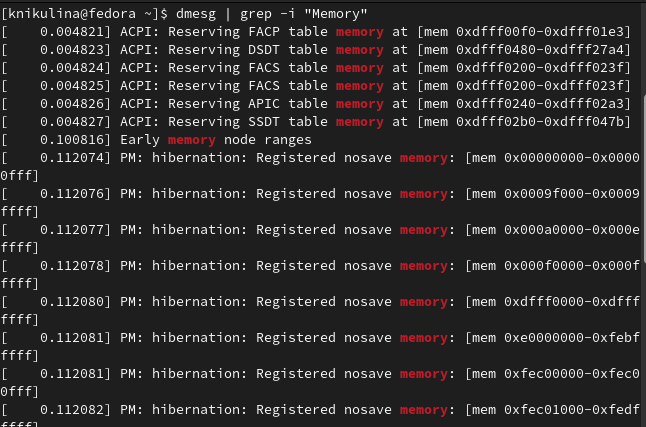 [knikulina@fedora ~]$ dmesg | grep -i "Memory"
[    0.004821] ACPI: Reserving FACP table memory at [mem 0xdfff00f0-0xdfff01e3]
[    0.004823] ACPI: Reserving DSDT table memory at [mem 0xdfff0480-0xdfff27a4]
[    0.004824] ACPI: Reserving FACS table memory at [mem 0xdfff0200-0xdfff023f]
[    0.004825] ACPI: Reserving FACS table memory at [mem 0xdfff0200-0xdfff023f]
[    0.004826] ACPI: Reserving APIC table memory at [mem 0xdfff0240-0xdfff02a3]
[    0.004827] ACPI: Reserving SSDT table memory at [mem 0xdfff02b0-0xdfff047b]
[    0.100816] Early memory node ranges
[    0.112074] PM: hibernation: Registered nosave memory: [mem 0x00000000-0x0000
0fff]
[    0.112076] PM: hibernation: Registered nosave memory: [mem 0x0009f000-0x0009
ffff]
[    0.112077] PM: hibernation: Registered nosave memory: [mem 0x000a0000-0x000e
ffff]
[    0.112078] PM: hibernation: Registered nosave memory: [mem 0x000f0000-0x000f
ffff]
[    0.112080] PM: hibernation: Registered nosave memory: [mem 0xdfff0000-0xdfff
ffff]
[    0.112081] PM: hibernation: Registered nosave memory: [mem 0xe0000000-0xfebf
ffff]
[    0.112081] PM: hibernation: Registered nosave memory: [mem 0xfec00000-0xfec0
0fff]
[    0.112082] PM: hibernation: Registered nosave memory: [mem 0xfec01000-0xfedf
ffff]